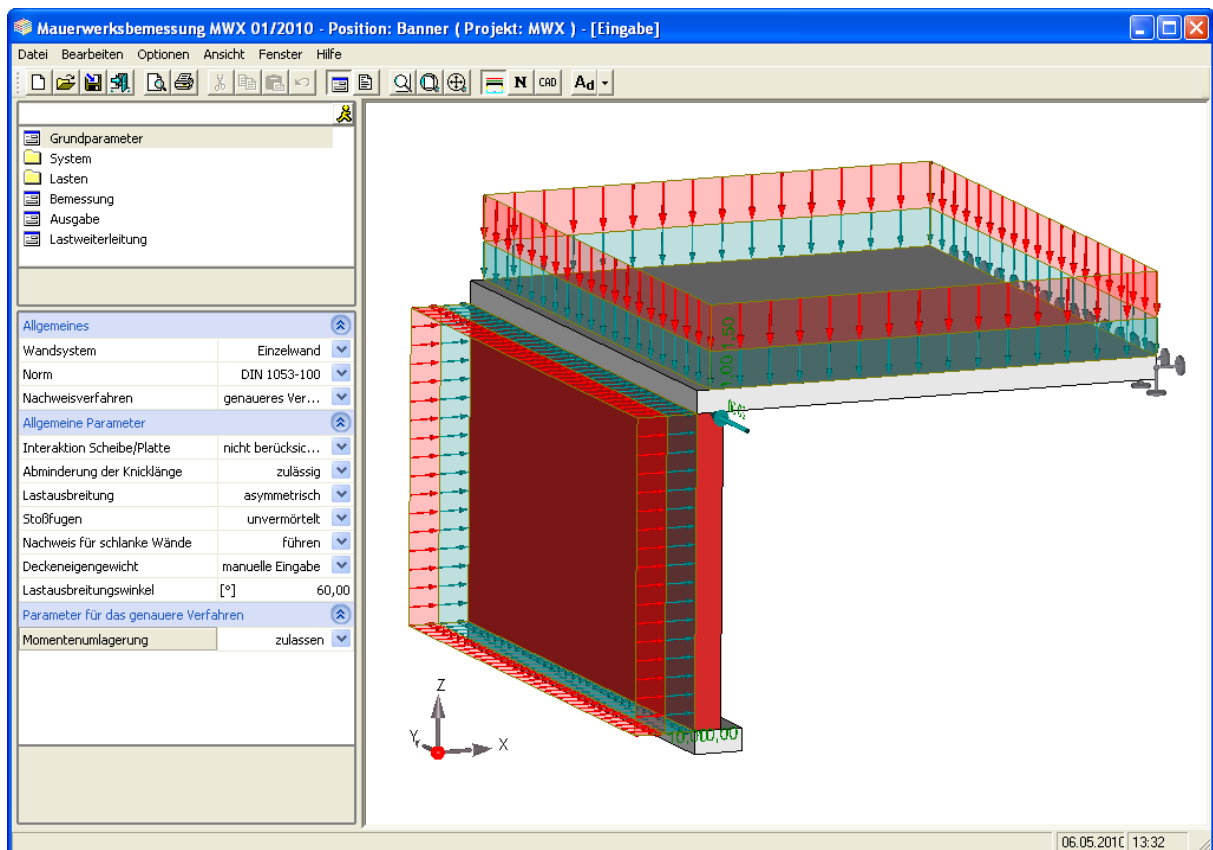 Mauerwerksbemessung MWX 01/2010 - Position: Banner ( Projekt: MWX ) - [Eingabe]
Datei Bearbeiten Optionen Ansicht Fenster Hilfe
N CAD Ad
Grundparameter
System
Lasten
Bemessung
Ausgabe
Lastweiterleitung
Allgemeines
Wandsystem Einzelwand
Norm DIN 1053-100
Nachweisverfahren genaueres Ver...
Allgemeine Parameter
Interaktion Scheibe/Platte nicht berücksic...
Abminderung der Knicklänge zulässig
Lastausbreitung asymmetrisch
Stoßfugen unvermörtelt
Nachweis für schlanke Wände führen
Deckeneigengewicht manuelle Eingabe
Lastausbreitungswinkel [°] 60,00
Parameter für das genauere Verfahren
Momentenumlagerung zulassen
1,00 1,50
Z
Y
X
06.05.2010 13:32